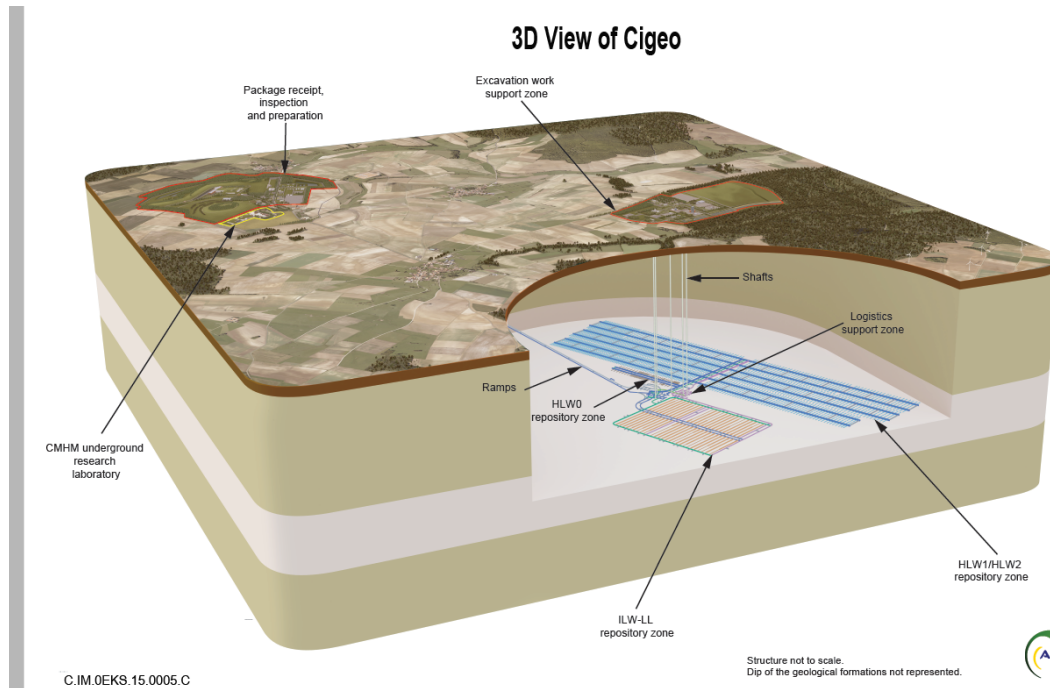 3D View of Cigeo
Package receipt,
inspection
and preparation
Excavation work
support zone
Shafts
Logistics
support zone
Ramps
HLW0
repository zone
CMHM underground
research
laboratory
HLW1/HLW2
repository zone
ILW-LL
repository zone
Structure not to scale.
Dip of the geological formations not represented.
C.IM.0EKS.15.0005.C
A